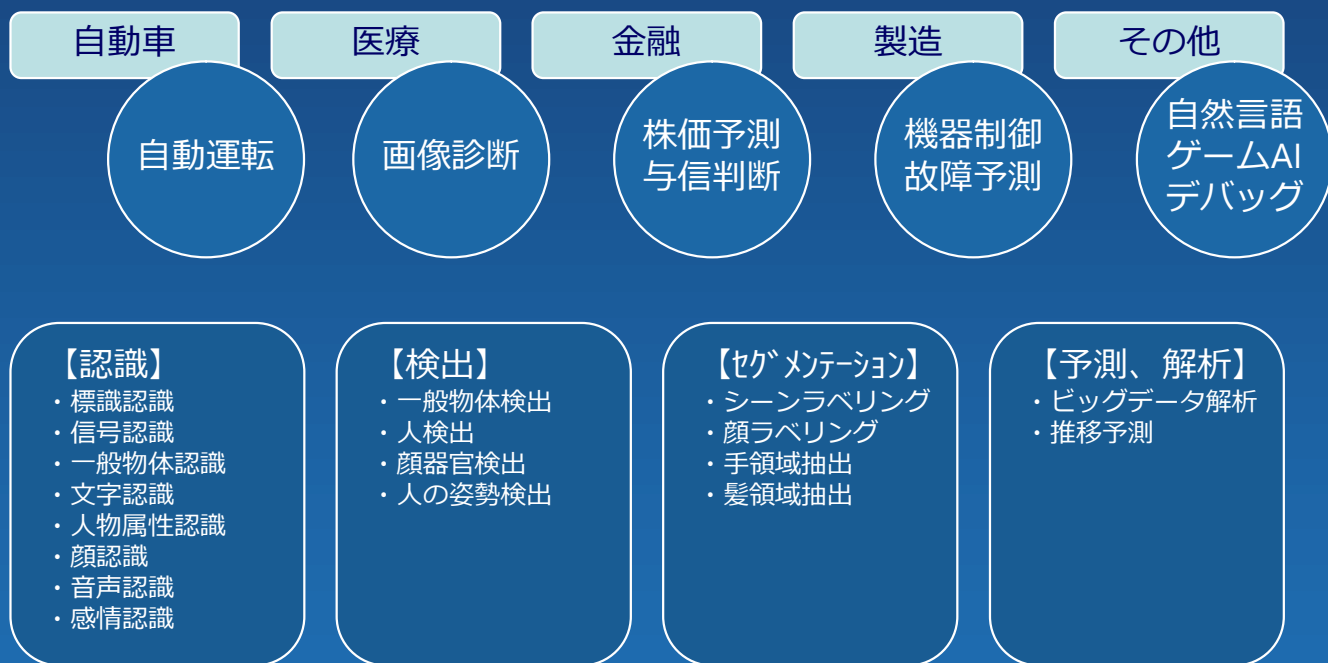 自動車
医療
金融
製造
その他
自動運転
画像診断
株価予測
与信判断
機器制御
故障予測
自然言語
ゲームAI
デバッグ
【認識】
・標識認識
・信号認識
・一般物体認識
・文字認識
・人物属性認識
・顔認識
・音声認識
・感情認識
【検出】
・一般物体検出
・人検出
・顔器官検出
・人の姿勢検出
【ｾｸﾞﾒﾝﾃｰｼｮﾝ】
・シーンラベリング
・顔ラベリング
・手領域抽出
・髪領域抽出
【予測、解析】
・ビッグデータ解析
・推移予測